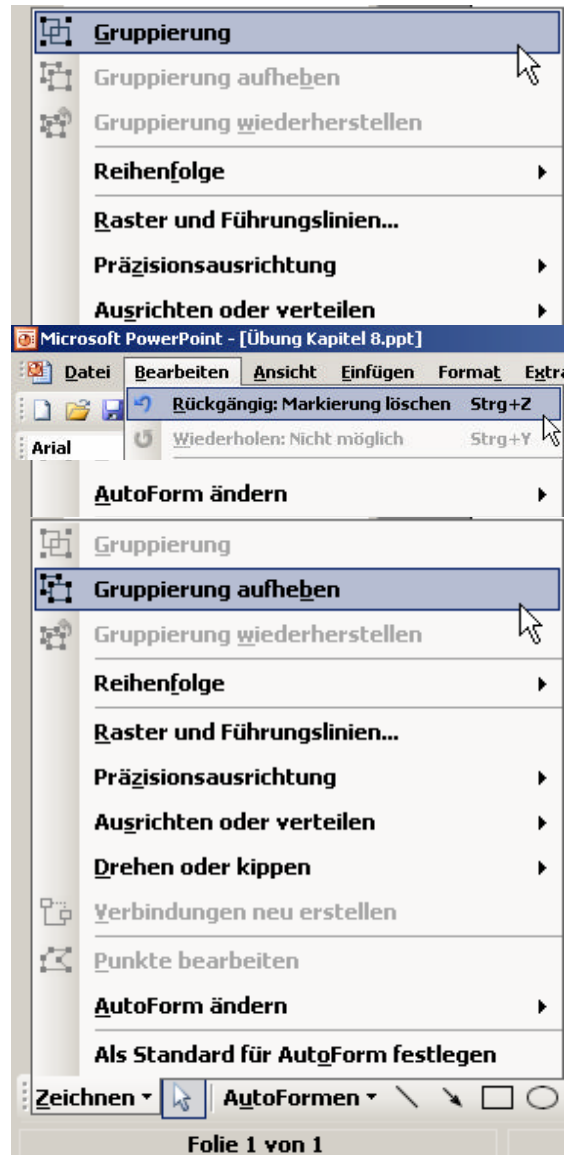 Gruppierung
Gruppierung aufheben
Gruppierung wiederherstellen
Reihenfolge
Raster und Führungslinien...
Präzisionsausrichtung
Ausrichten oder verteilen
Microsoft PowerPoint - [Übung Kapitel 8.ppt]
Datei Bearbeiten Ansicht Einfügen Format Extra
Rückgängig: Markierung löschen Strg+Z
Wiederholen: Nicht möglich Strg+Y
Arial
AutoForm ändern
Gruppierung
Gruppierung aufheben
Gruppierung wiederherstellen
Reihenfolge
Raster und Führungslinien...
Präzisionsausrichtung
Ausrichten oder verteilen
Drehen oder kippen
Verbindungen neu erstellen
Punkte bearbeiten
AutoForm ändern
Als Standard für AutoForm festlegen
Zeichnen AutoFormen
Folie 1 von 1